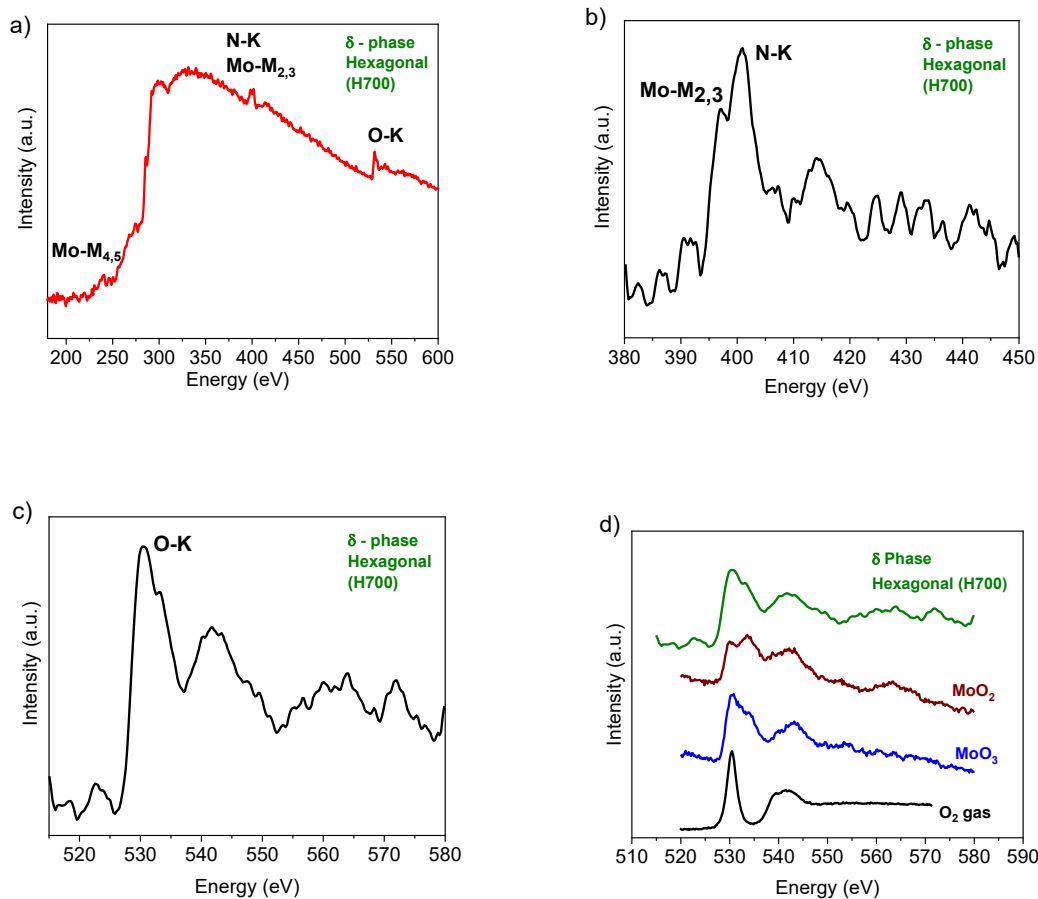 a)
N-K
Mo-M2,3
δ - phase
Hexagonal
(H700)
O-K
Mo-M4,5
Intensity (a.u.)
200 250 300 350 400 450 500 550 600
Energy (eV)
b)
N-K
Mo-M2,3
δ - phase
Hexagonal
(H700)
Intensity (a.u.)
380 390 400 410 420 430 440 450
Energy (eV)
c)
O-K
δ - phase
Hexagonal
(H700)
Intensity (a.u.)
520 530 540 550 560 570 580
Energy (eV)
d)
δ Phase
Hexagonal (H700)
MoO2
MoO3
O2 gas
Intensity (a.u.)
510 520 530 540 550 560 570 580 590
Energy (eV)